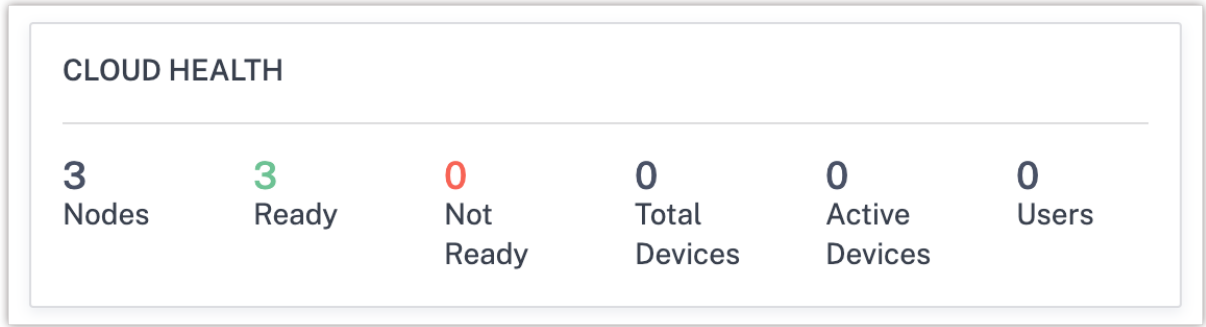 CLOUD HEALTH
3
Nodes
3
Ready
0
Not
Ready
0
Total
Devices
0
Active
Devices
0
Users